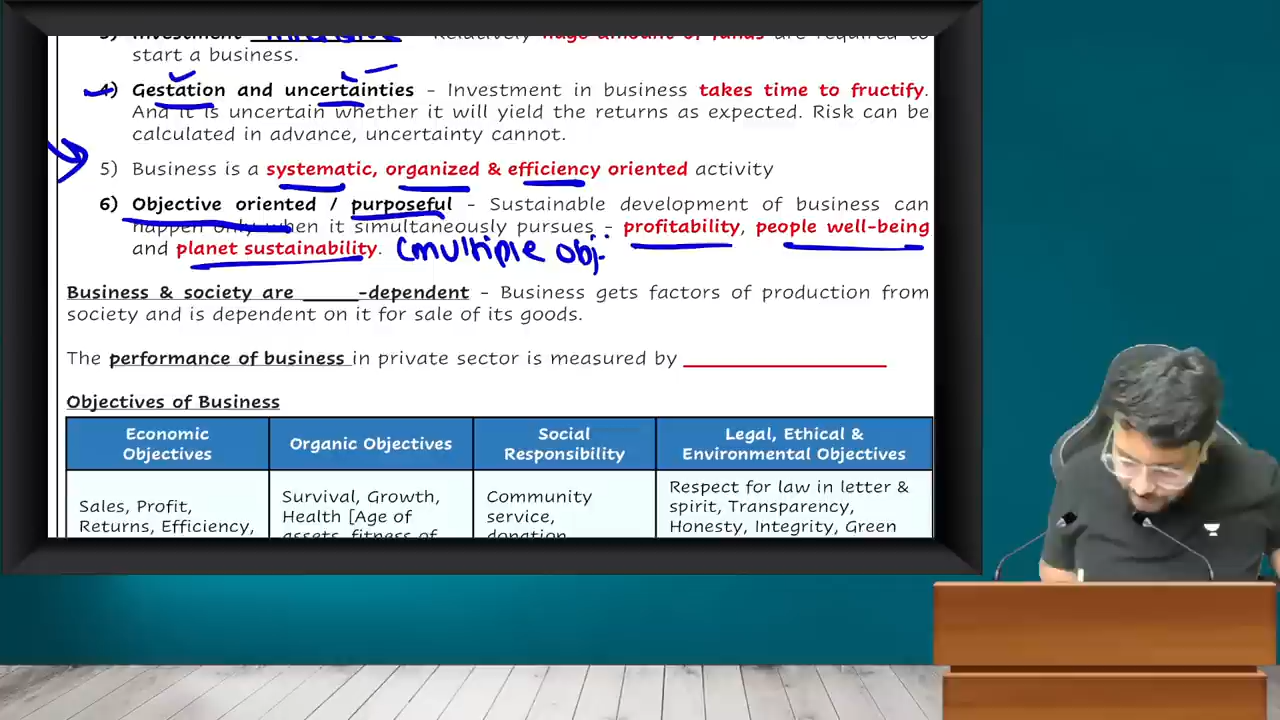 start a business.
4) Gestation and uncertainties - Investment in business takes time to fructify.
And it is uncertain whether it will yield the returns as expected. Risk can be
calculated in advance, uncertainty cannot.
5) Business is a systematic, organized & efficiency oriented activity
6) Objective oriented / purposeful - Sustainable development of business can
happen only when it simultaneously pursues - profitability, people well-being
and planet sustainability. (multiple obj.
Business & society are _____-dependent - Business gets factors of production from
society and is dependent on it for sale of its goods.
The performance of business in private sector is measured by ____________________
Objectives of Business
Economic
Objectives
Organic Objectives
Social
Responsibility
Legal, Ethical &
Environmental Objectives
Sales, Profit,
Returns, Efficiency,
Survival, Growth,
Health [Age of
assets, fitness of
Community
service,
donation
Respect for law in letter &
spirit, Transparency,
Honesty, Integrity, Green